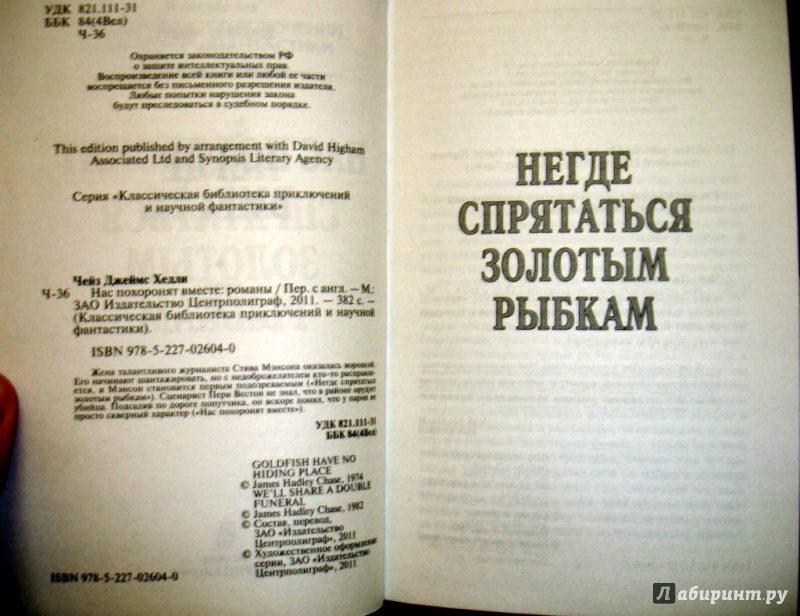 УДК 821.111-31
ББК 84(4Вел)
Ч-36
Охраняется законодательством РФ
о защите интеллектуальных прав.
Воспроизведение всей книги или любой ее части
воспрещается без письменного разрешения издателя.
Любые попытки нарушения закона
будут преследоваться в судебном порядке.
This edition published by arrangement with David Higham
Associated Ltd and Synopsis Literary Agency
Серия «Классическая библиотека приключений
и научной фантастики»
Чейз Джеймс Хедли
Ч-36 Нас похоронят вместе: романы / Пер. с англ. — М.:
ЗАО Издательство Центрполиграф, 2011. — 382 с. —
(Классическая библиотека приключений и научной
фантастики).
ISBN 978-5-227-02604-0
Жена талантливого журналиста Стива Мэнсона оказалась воровкой.
Его начинают шантажировать, но с недоброжелателем кто-то расправля-
ется, и Мэнсон становится первым подозреваемым («Негде спрятаться
золотым рыбкам»). Сценарист Перри Вестон не знал, что в районе орудует
убийца. Подсадив по дороге попутчика, он вскоре понял, что у парня не
просто скверный характер («Нас похоронят вместе»).
УДК 821.111-31
ББК 84(4Вел)
GOLDFISH HAVE NO
HIDING PLACE
© James Hadley Chase, 1974
WE'LL SHARE A DOUBLE
FUNERAL
© James Hadley Chase, 1982
© Состав, перевод,
ЗАО «Издательство
Центрполиграф», 2011
© Художественное оформление
серии, ЗАО «Издательство
Центрполиграф», 2011
ISBN 978-5-227-02604-0
НЕГДЕ
СПРЯТАТЬСЯ
ЗОЛОТЫМ
РЫБКАМ
Лабиринт.ру